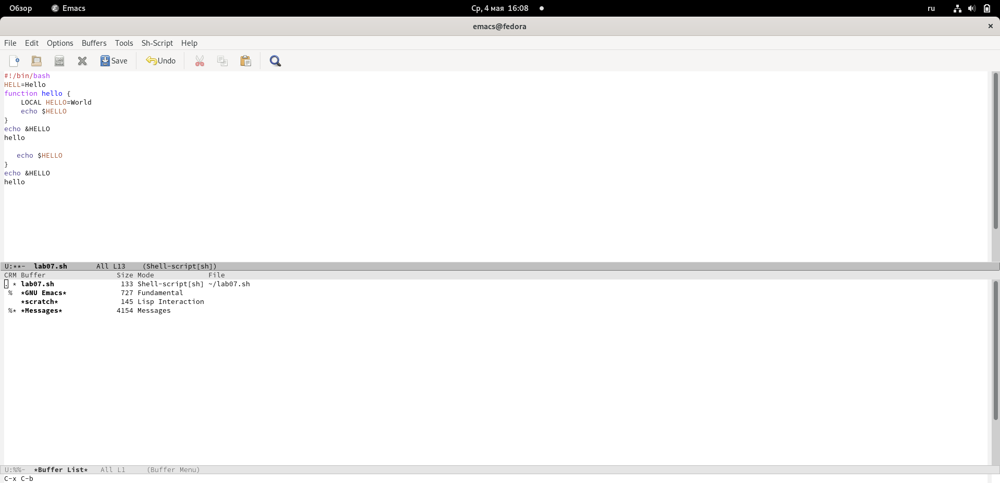 Обзор Emacs Ср, 4 мая 16:08 ru
emacs@fedora
File Edit Options Buffers Tools Sh-Script Help
Save Undo
#!/bin/bash
HELL=Hello
function hello {
    LOCAL HELLO=World
    echo $HELLO
}
echo &HELLO
hello

   echo $HELLO
}
echo &HELLO
hello
U:**-  lab07.sh       All L13    (Shell-script[sh])
CRM Buffer                 Size Mode             File
. * lab07.sh                133 Shell-script[sh] ~/lab07.sh
 %  *GNU Emacs*             727 Fundamental
    *scratch*               145 Lisp Interaction
 %* *Messages*             4154 Messages
U:%%-  *Buffer List*   All L1     (Buffer Menu)
C-x C-b